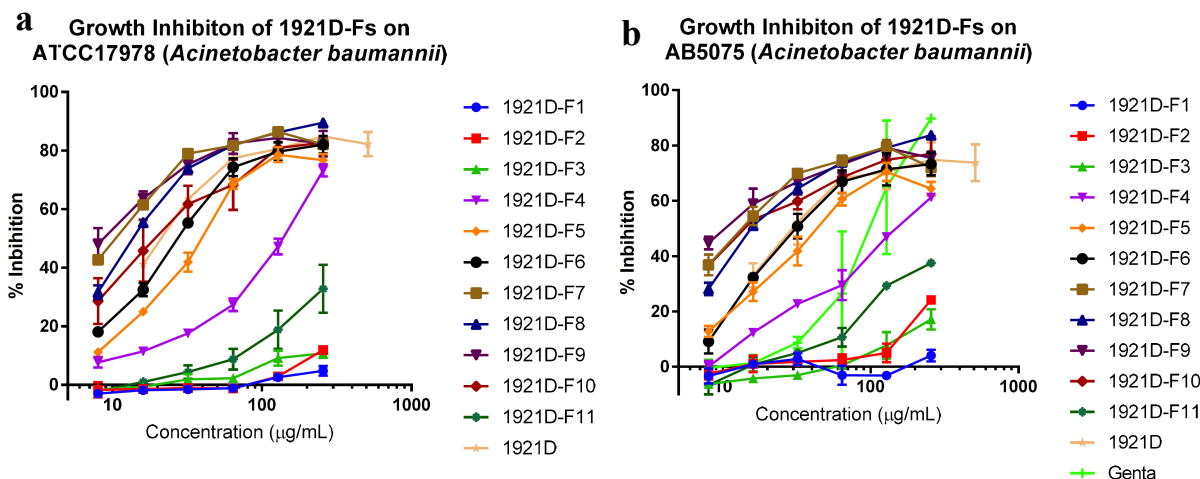 a
Growth Inhibiton of 1921D-Fs on
ATCC17978 (Acinetobacter baumannii)
100
80
60
40
20
0
% Inbihition
10
100
1000
Concentration (μg/mL)
1921D-F1
1921D-F2
1921D-F3
1921D-F4
1921D-F5
1921D-F6
1921D-F7
1921D-F8
1921D-F9
1921D-F10
1921D-F11
1921D
b
Growth Inhibiton of 1921D-Fs on
AB5075 (Acinetobacter baumannii)
100
80
60
40
20
0
% Inbihition
10
100
1000
Concentration (μg/mL)
1921D-F1
1921D-F2
1921D-F3
1921D-F4
1921D-F5
1921D-F6
1921D-F7
1921D-F8
1921D-F9
1921D-F10
1921D-F11
1921D
Genta